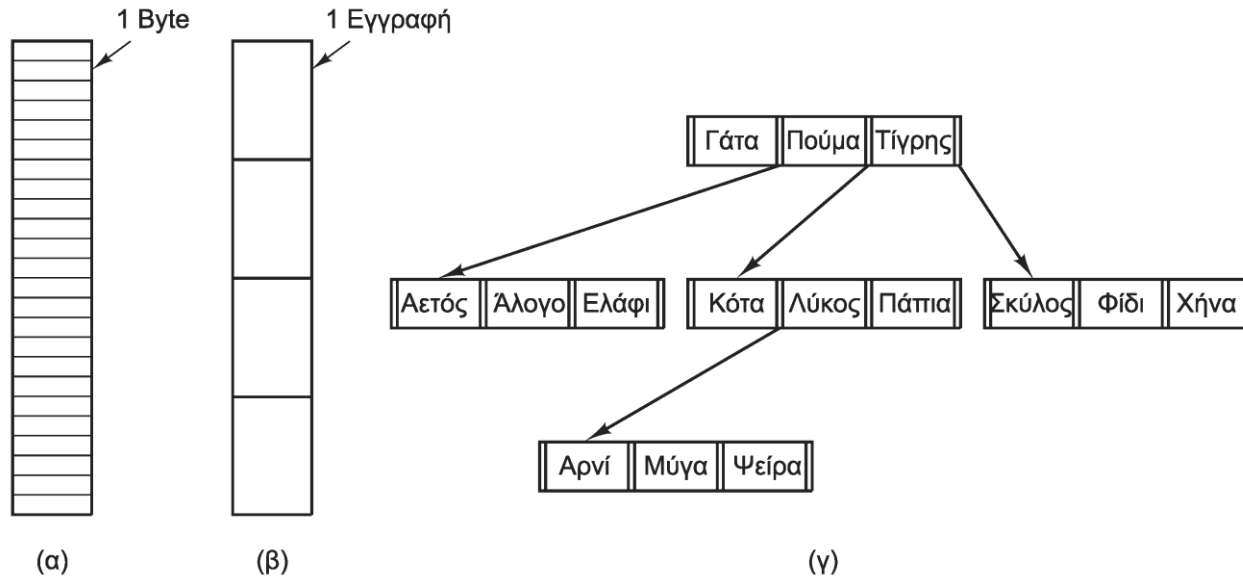 1 Byte
1 Εγγραφή
Γάτα Πούμα Τίγρης
Αετός Άλογο Ελάφι Κότα Λύκος Πάπια Σκύλος Φίδι Χήνα
Αρνί Μύγα Ψείρα
(α) (β) (γ)